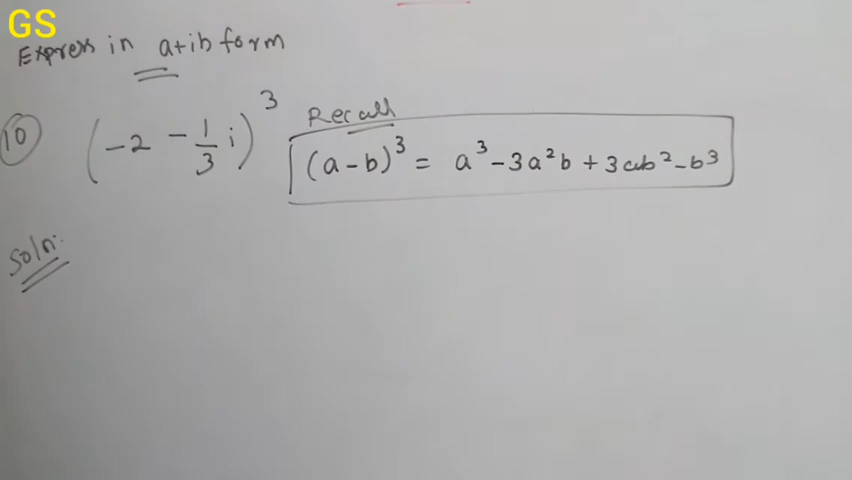 GS
Express in a+ib form
10 (-2 - 1/3 i)^3
Recall
(a-b)^3 = a^3 - 3a^2b + 3ab^2 - b^3
Soln: